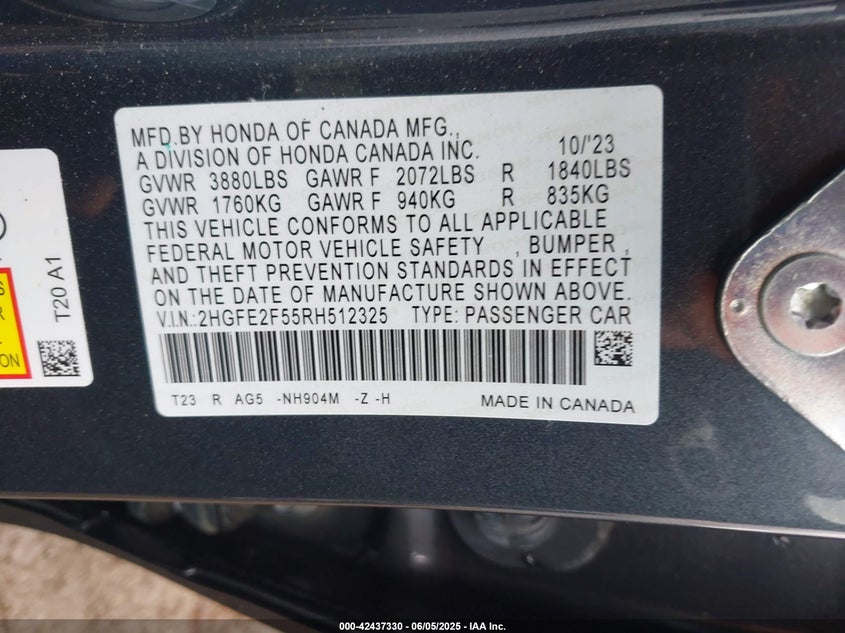 MFD.BY HONDA OF CANADA MFG.,
A DIVISION OF HONDA CANADA INC. 10/'23
GVWR 3880LBS GAWR F 2072LBS R 1840LBS
GVWR 1760KG GAWR F 940KG R 835KG
THIS VEHICLE CONFORMS TO ALL APPLICABLE
FEDERAL MOTOR VEHICLE SAFETY , BUMPER ,
AND THEFT PREVENTION STANDARDS IN EFFECT
ON THE DATE OF MANUFACTURE SHOWN ABOVE.
V.I.N.:2HGFE2F55RH512325 TYPE: PASSENGER CAR
T23 R AG5 -NH904M -Z -H MADE IN CANADA
T20 A1
000-42437330 - 06/05/2025 - IAA Inc.